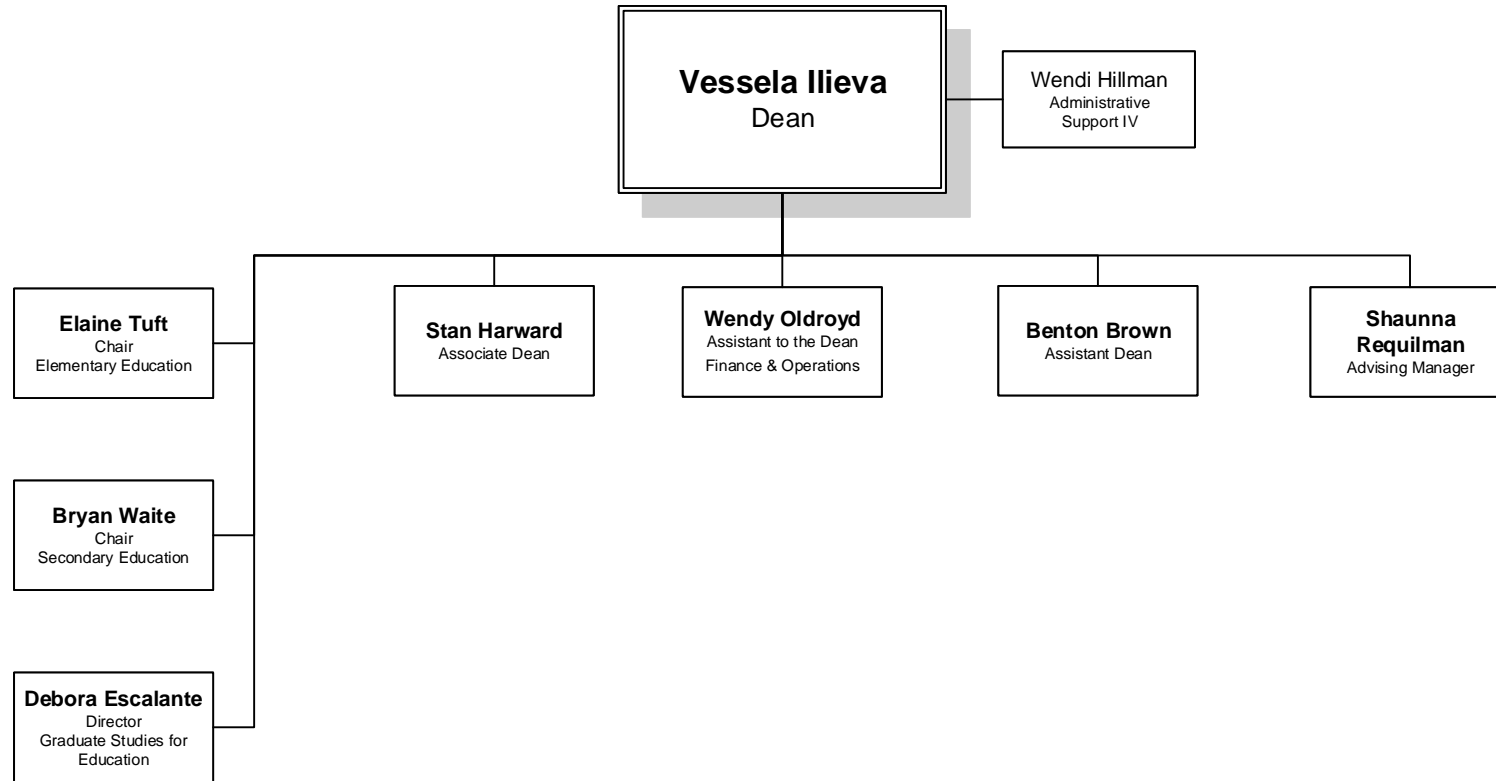 Vessela Ilieva
Dean
Wendi Hillman
Administrative
Support IV
Elaine Tuft
Chair
Elementary Education
Stan Harward
Associate Dean
Wendy Oldroyd
Assistant to the Dean
Finance & Operations
Benton Brown
Assistant Dean
Shaunna
Requilman
Advising Manager
Bryan Waite
Chair
Secondary Education
Debora Escalante
Director
Graduate Studies for
Education